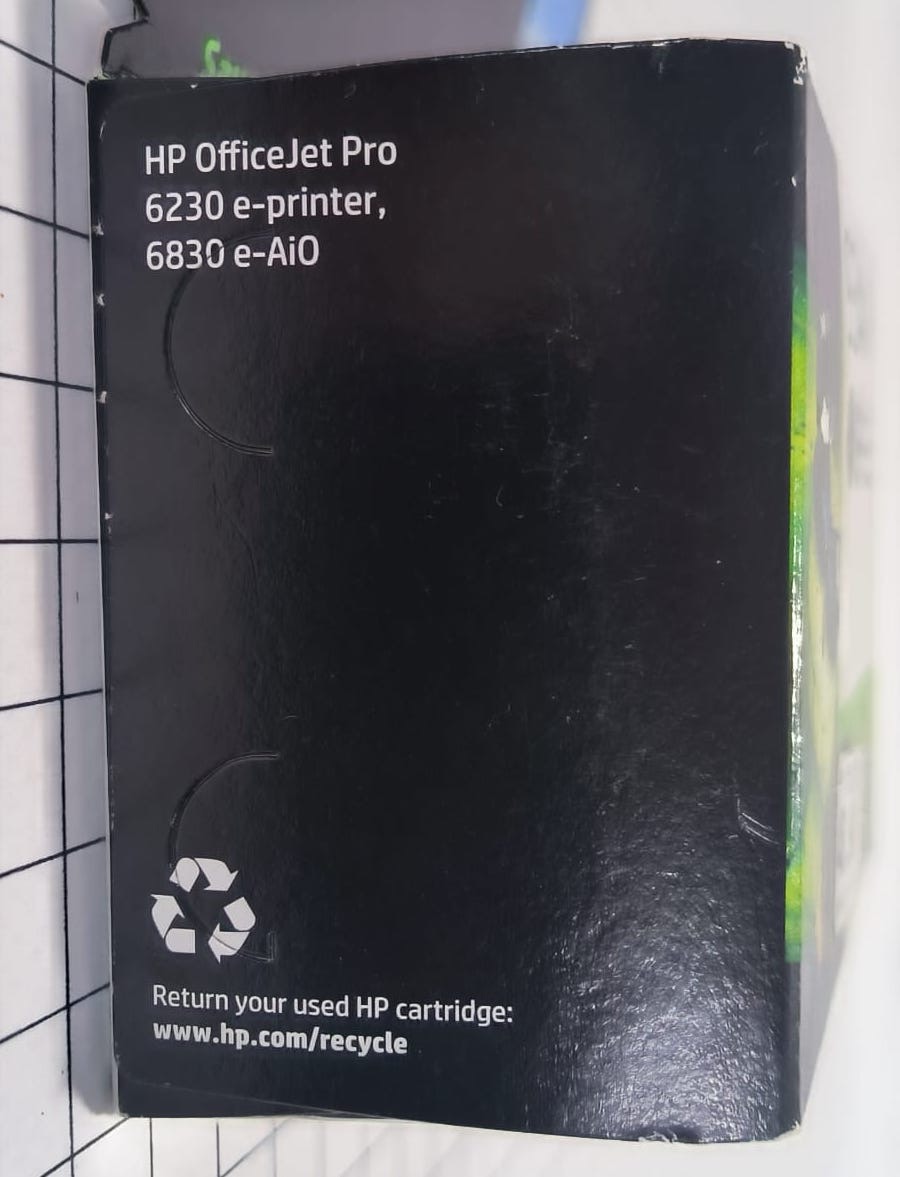 HP OfficeJet Pro
6230 e-printer,
6830 e-AiO
Return your used HP cartridge:
www.hp.com/recycle